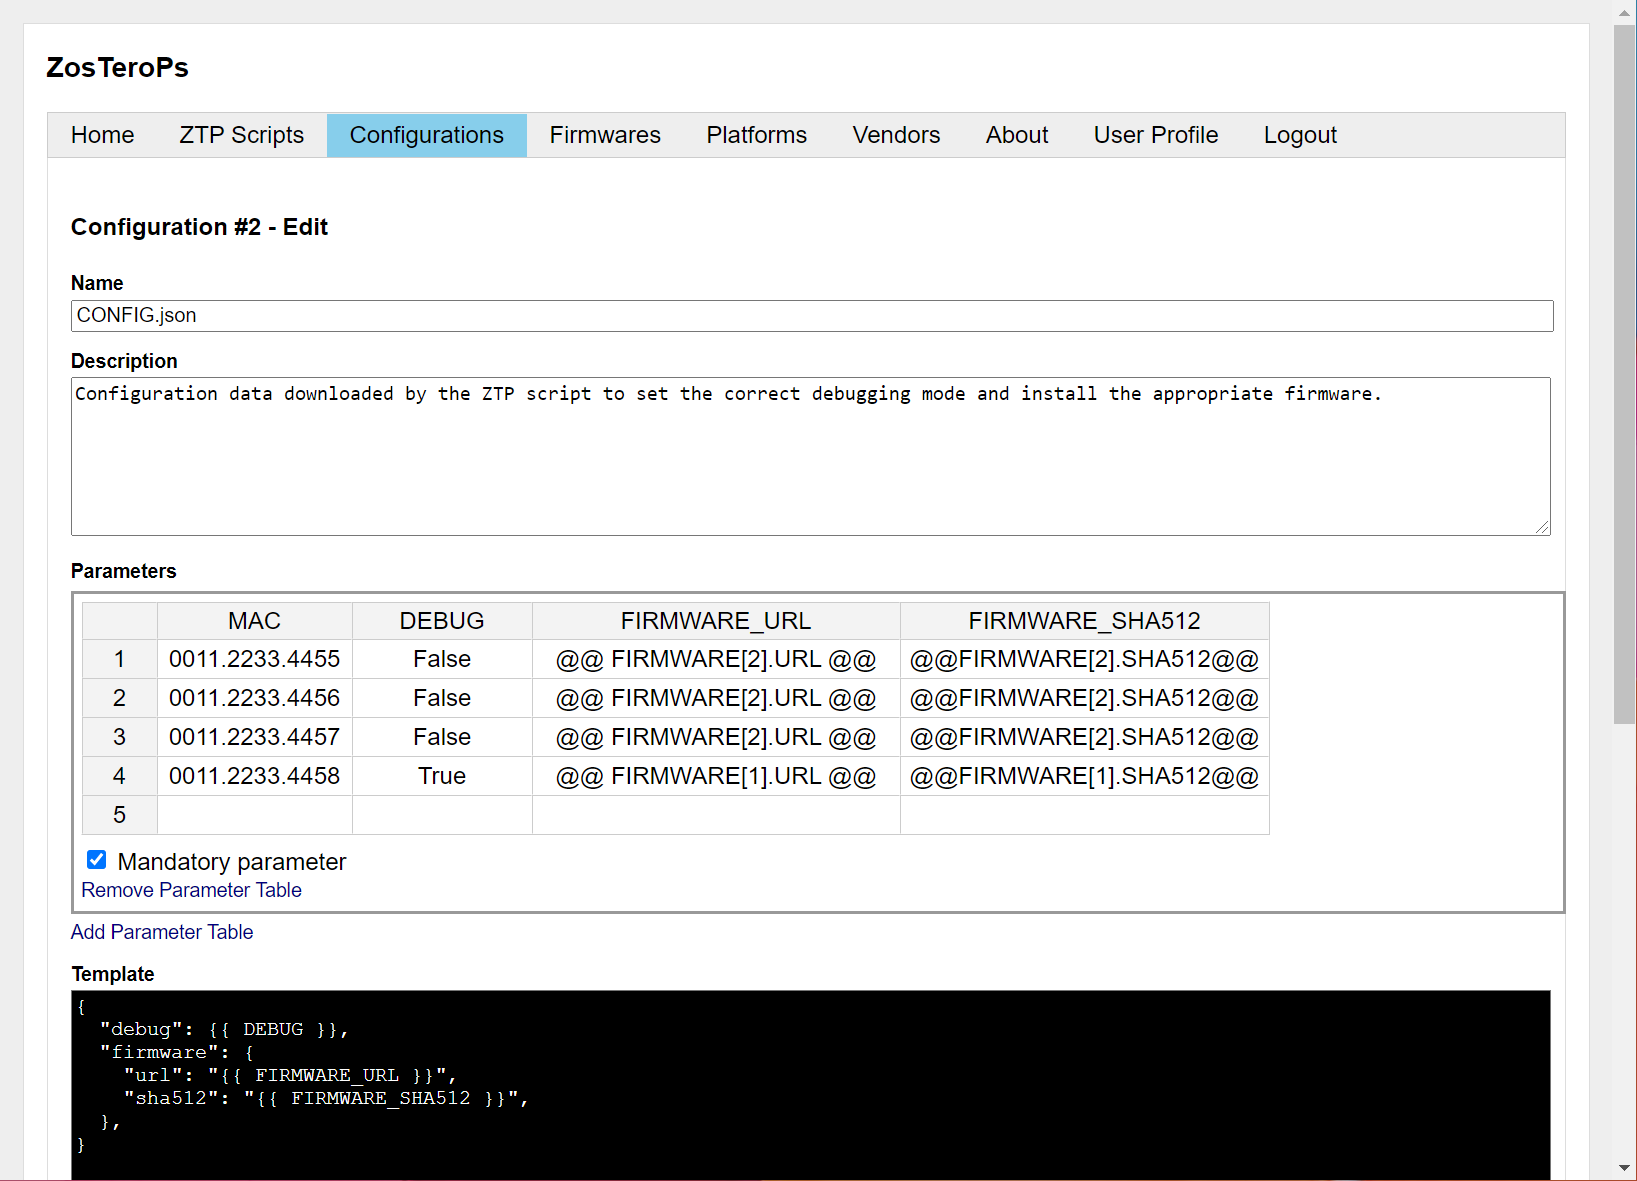 ZosTeroPs
Home ZTP Scripts Configurations Firmwares Platforms Vendors About User Profile Logout
Configuration #2 - Edit
Name
CONFIG.json
Description
Configuration data downloaded by the ZTP script to set the correct debugging mode and install the appropriate firmware.
Parameters
MAC DEBUG FIRMWARE_URL FIRMWARE_SHA512
1 0011.2233.4455 False @@ FIRMWARE[2].URL @@ @@FIRMWARE[2].SHA512@@
2 0011.2233.4456 False @@ FIRMWARE[2].URL @@ @@FIRMWARE[2].SHA512@@
3 0011.2233.4457 False @@ FIRMWARE[2].URL @@ @@FIRMWARE[2].SHA512@@
4 0011.2233.4458 True @@ FIRMWARE[1].URL @@ @@FIRMWARE[1].SHA512@@
5
Mandatory parameter
Remove Parameter Table
Add Parameter Table
Template
{
  "debug": {{ DEBUG }},
  "firmware": {
    "url": "{{ FIRMWARE_URL }}",
    "sha512": "{{ FIRMWARE_SHA512 }}",
  },
}